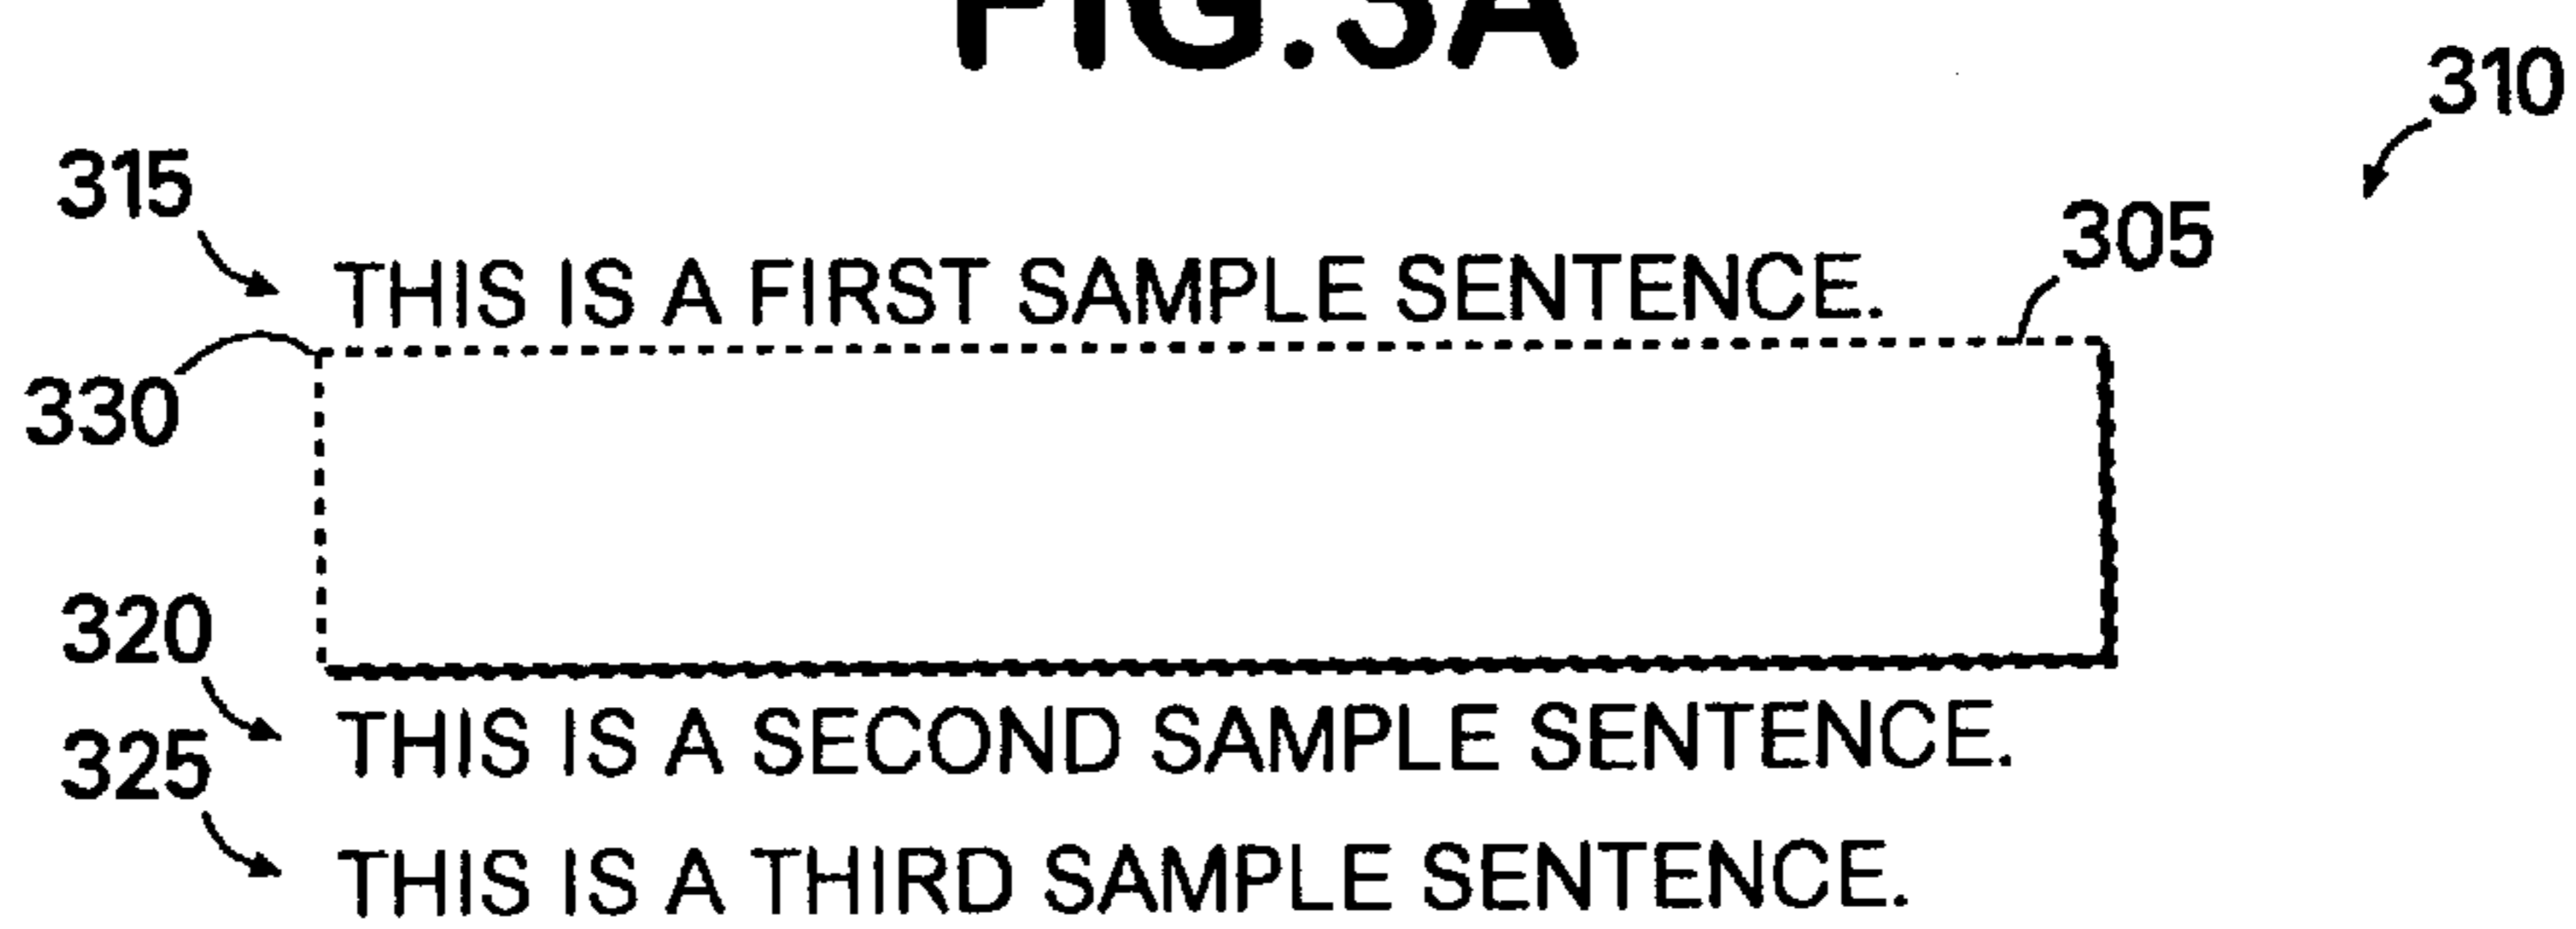 FIG.3A
310
315
305
THIS IS A FIRST SAMPLE SENTENCE.
330
320
THIS IS A SECOND SAMPLE SENTENCE.
325
THIS IS A THIRD SAMPLE SENTENCE.